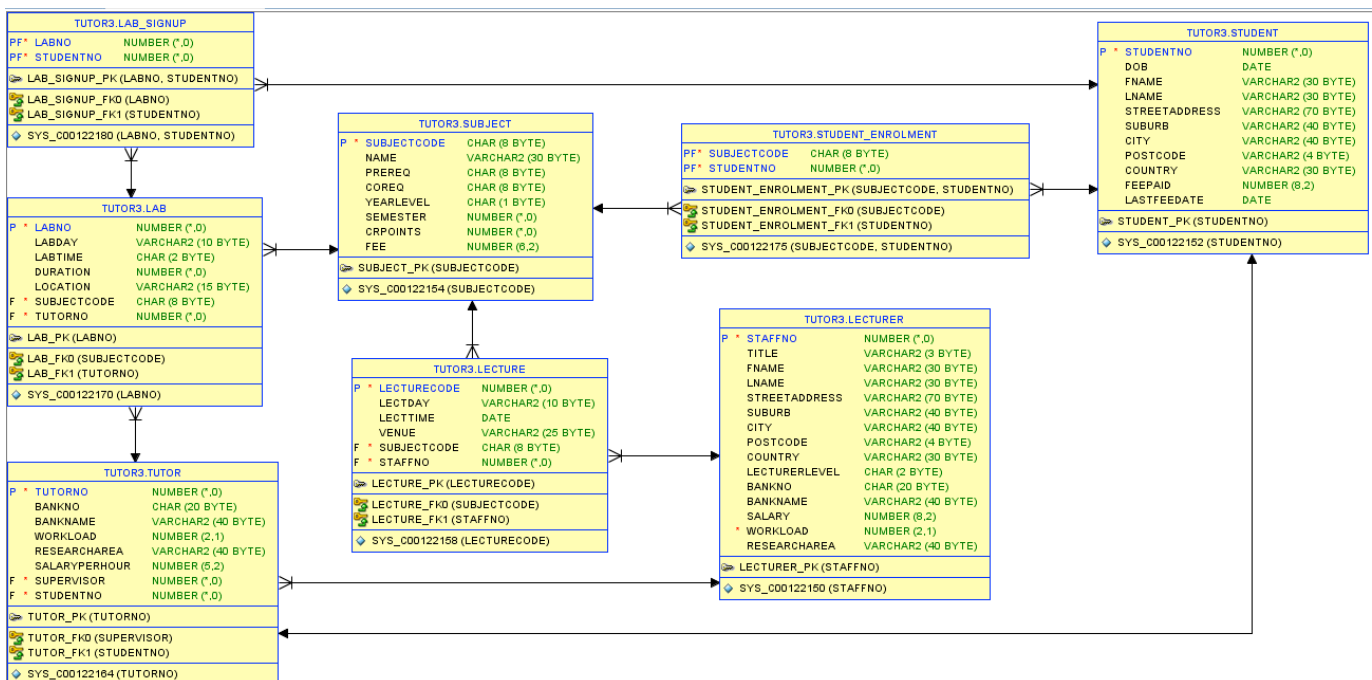 TUTOR3.LAB_SIGNUP
PF* LABNO NUMBER (*,0)
PF* STUDENTNO NUMBER (*,0)
LAB_SIGNUP_PK (LABNO, STUDENTNO)
LAB_SIGNUP_FK0 (LABNO)
LAB_SIGNUP_FK1 (STUDENTNO)
SYS_C00122180 (LABNO, STUDENTNO)
TUTOR3.STUDENT
P * STUDENTNO NUMBER (*,0)
DOB DATE
FNAME VARCHAR2 (30 BYTE)
LNAME VARCHAR2 (30 BYTE)
STREETADDRESS VARCHAR2 (70 BYTE)
SUBURB VARCHAR2 (40 BYTE)
CITY VARCHAR2 (40 BYTE)
POSTCODE VARCHAR2 (4 BYTE)
COUNTRY VARCHAR2 (30 BYTE)
FEEPAID NUMBER (8,2)
LASTFEEDATE DATE
STUDENT_PK (STUDENTNO)
SYS_C00122152 (STUDENTNO)
TUTOR3.SUBJECT
P * SUBJECTCODE CHAR (8 BYTE)
NAME VARCHAR2 (30 BYTE)
PREREQ CHAR (8 BYTE)
COREQ CHAR (8 BYTE)
YEARLEVEL CHAR (1 BYTE)
SEMESTER NUMBER (*,0)
CRPOINTS NUMBER (*,0)
FEE NUMBER (6,2)
SUBJECT_PK (SUBJECTCODE)
SYS_C00122154 (SUBJECTCODE)
TUTOR3.STUDENT_ENROLMENT
PF* SUBJECTCODE CHAR (8 BYTE)
PF* STUDENTNO NUMBER (*,0)
STUDENT_ENROLMENT_PK (SUBJECTCODE, STUDENTNO)
STUDENT_ENROLMENT_FK0 (SUBJECTCODE)
STUDENT_ENROLMENT_FK1 (STUDENTNO)
SYS_C00122175 (SUBJECTCODE, STUDENTNO)
TUTOR3.LAB
P * LABNO NUMBER (*,0)
LABDAY VARCHAR2 (10 BYTE)
LABTIME CHAR (2 BYTE)
DURATION NUMBER (*,0)
LOCATION VARCHAR2 (15 BYTE)
F * SUBJECTCODE CHAR (8 BYTE)
F * TUTORNO NUMBER (*,0)
LAB_PK (LABNO)
LAB_FK0 (SUBJECTCODE)
LAB_FK1 (TUTORNO)
SYS_C00122170 (LABNO)
TUTOR3.LECTURE
P * LECTURECODE NUMBER (*,0)
LECTDAY VARCHAR2 (10 BYTE)
LECTTIME DATE
VENUE VARCHAR2 (25 BYTE)
F * SUBJECTCODE CHAR (8 BYTE)
F * STAFFNO NUMBER (*,0)
LECTURE_PK (LECTURECODE)
LECTURE_FK0 (SUBJECTCODE)
LECTURE_FK1 (STAFFNO)
SYS_C00122158 (LECTURECODE)
TUTOR3.LECTURER
P * STAFFNO NUMBER (*,0)
TITLE VARCHAR2 (3 BYTE)
FNAME VARCHAR2 (30 BYTE)
LNAME VARCHAR2 (30 BYTE)
STREETADDRESS VARCHAR2 (70 BYTE)
SUBURB VARCHAR2 (40 BYTE)
CITY VARCHAR2 (40 BYTE)
POSTCODE VARCHAR2 (4 BYTE)
COUNTRY VARCHAR2 (30 BYTE)
LECTURERLEVEL CHAR (2 BYTE)
BANKNO CHAR (20 BYTE)
BANKNAME VARCHAR2 (40 BYTE)
SALARY NUMBER (8,2)
* WORKLOAD NUMBER (2,1)
RESEARCHAREA VARCHAR2 (40 BYTE)
LECTURER_PK (STAFFNO)
SYS_C00122150 (STAFFNO)
TUTOR3.TUTOR
P * TUTORNO NUMBER (*,0)
BANKNO CHAR (20 BYTE)
BANKNAME VARCHAR2 (40 BYTE)
WORKLOAD NUMBER (2,1)
RESEARCHAREA VARCHAR2 (40 BYTE)
SALARYPERHOUR NUMBER (5,2)
F * SUPERVISOR NUMBER (*,0)
F * STUDENTNO NUMBER (*,0)
TUTOR_PK (TUTORNO)
TUTOR_FK0 (SUPERVISOR)
TUTOR_FK1 (STUDENTNO)
SYS_C00122164 (TUTORNO)